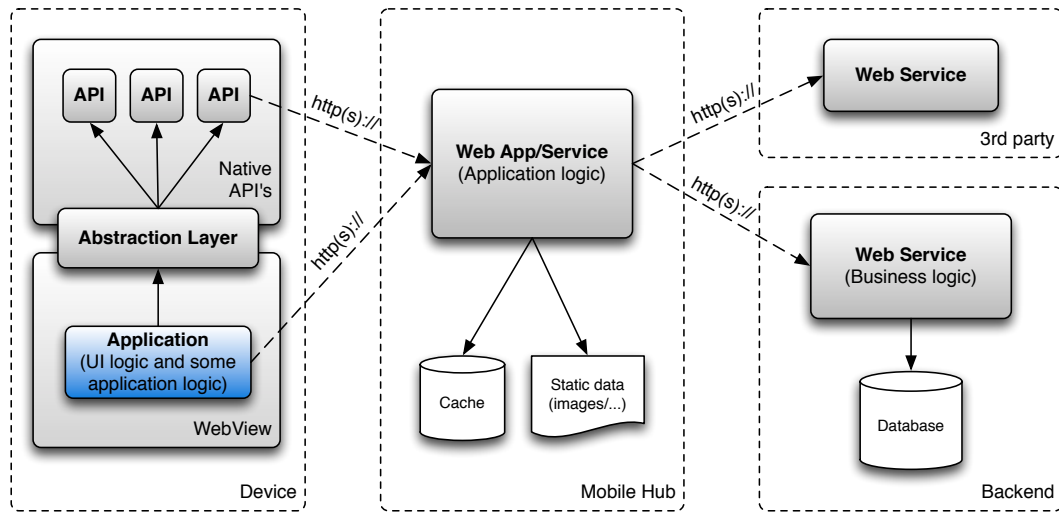 API
API
API
Native
API's
Abstraction Layer
Application
(UI logic and some
application logic)
WebView
Device
http(s)://
http(s)://
Web App/Service
(Application logic)
Cache
Static data
(images/...)
Mobile Hub
http(s)://
http(s)://
Web Service
3rd party
Web Service
(Business logic)
Database
Backend